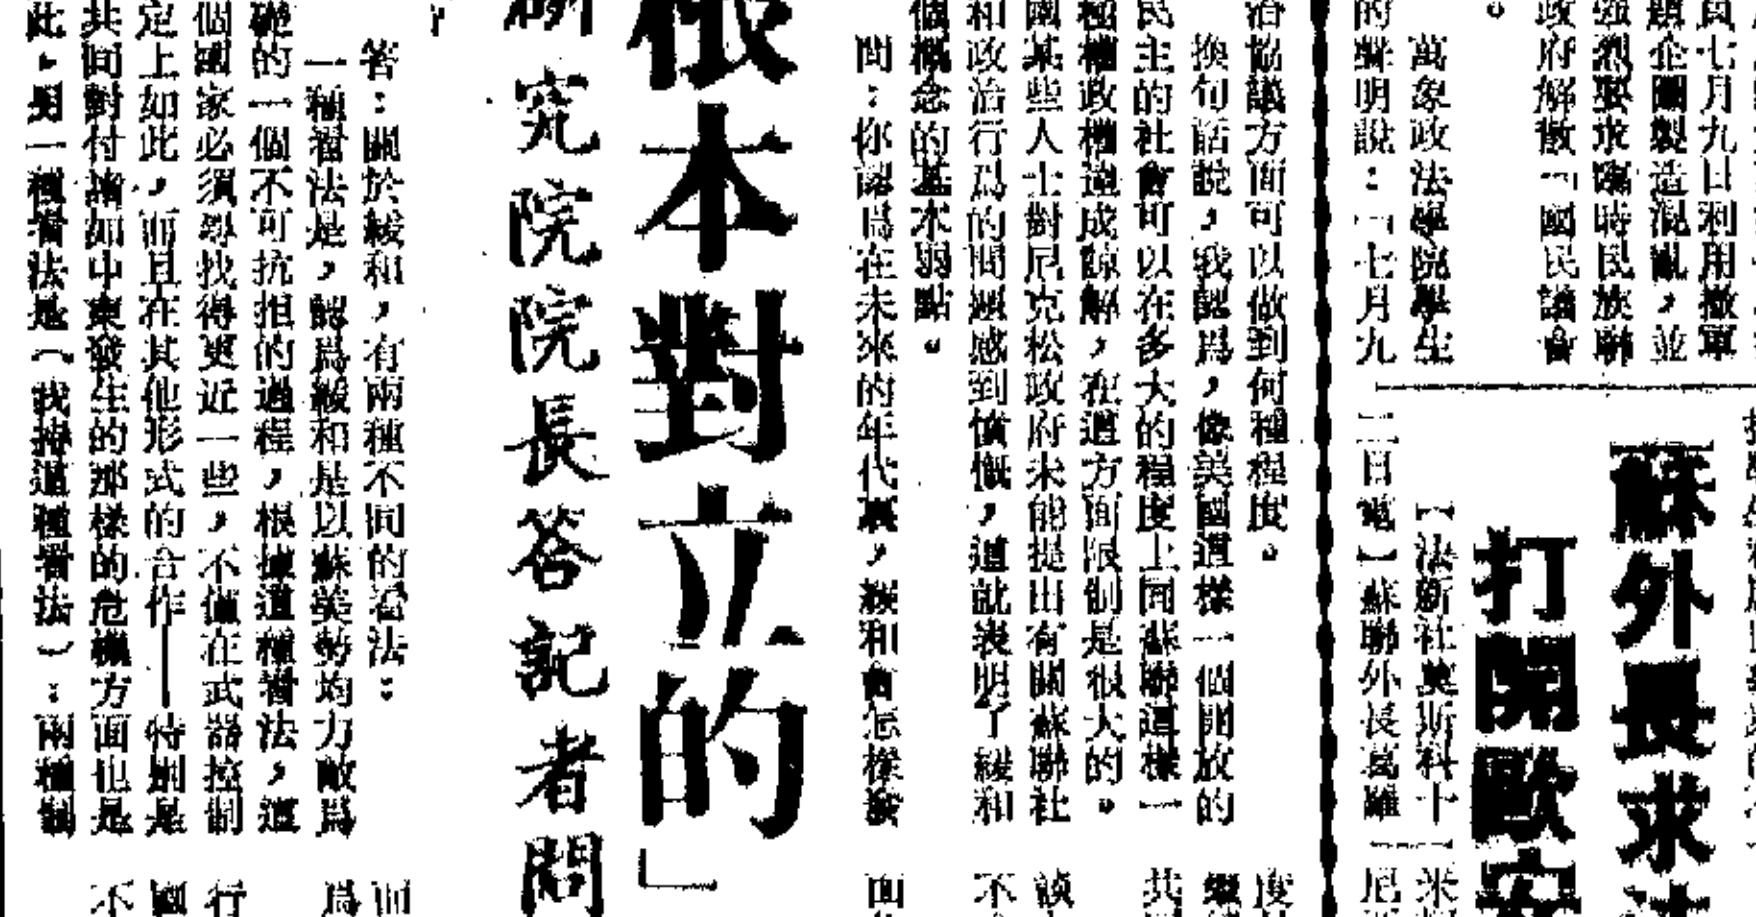 員七月九日利用撤軍
題企圖製造混亂，並
強烈要求臨時民族聯
政府解散「國民議會
。
萬象政法學院學生
的聲明說：「七月九
蘇外長求
打開歐安
【法新社莫斯科十
二日電】蘇聯外長葛羅
治協議方面可以做到何種程度。
換句話說，我認爲，像美國這樣一個開放的
民主的社會可以在多大的程度上同蘇聯這樣一
極權政權達成諒解，在這方面限制是很大的。
國某些人士對尼克松政府未能提出有關蘇聯社
和政治行爲的問題感到憤慨，這就表明了緩和
個概念的基本弱點。
問：你認爲在未來的年代裏，緩和會怎樣發
根本對立的」
研究院院長答記者問
答：關於緩和，有兩種不同的看法：
一種看法是，認爲緩和是以蘇美勢均力敵爲
礎的一個不可抗拒的過程，根據這種看法，這
個國家必須尋找得更近一些，不僅在武器控制
定上如此，而且在其他形式的合作——特別是
共同對付諸如中東發生的那樣的危機方面也是
此。另一種看法是（我持這種看法）：兩種制